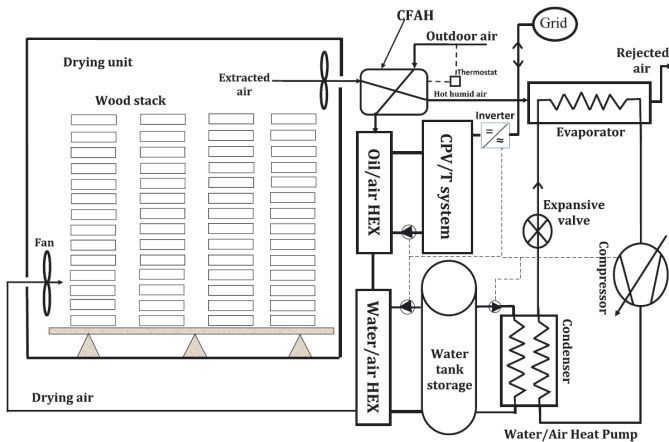 CFAH
Grid
Outdoor air
Rejected
air
Drying unit
Extracted
air
Thermostat
Hot humid air
Wood stack
Inverter
=
≈
Evaporator
Oil/air HEX
CPV/T system
Expansive
valve
Fan
Compressor
Water/air HEX
Water
tank
storage
Condenser
Drying air
Water/Air Heat Pump